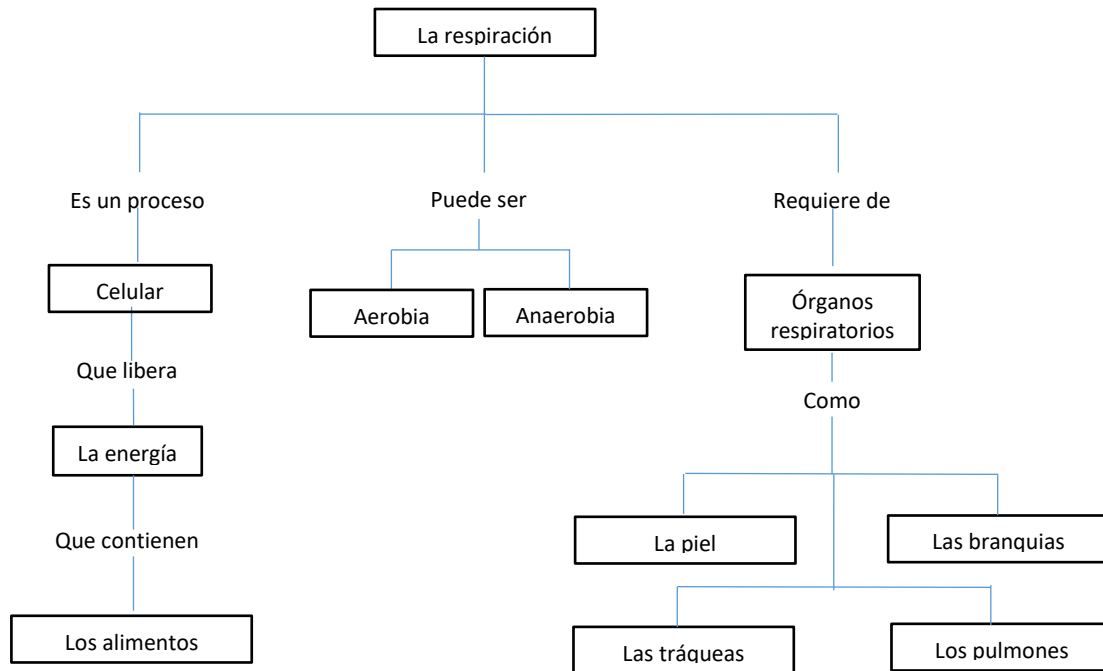 La respiración
Es un proceso
Puede ser
Requiere de
Celular
Aerobia
Anaerobia
Órganos
respiratorios
Que libera
Como
La energía
Que contienen
La piel
Las branquias
Los alimentos
Las tráqueas
Los pulmones